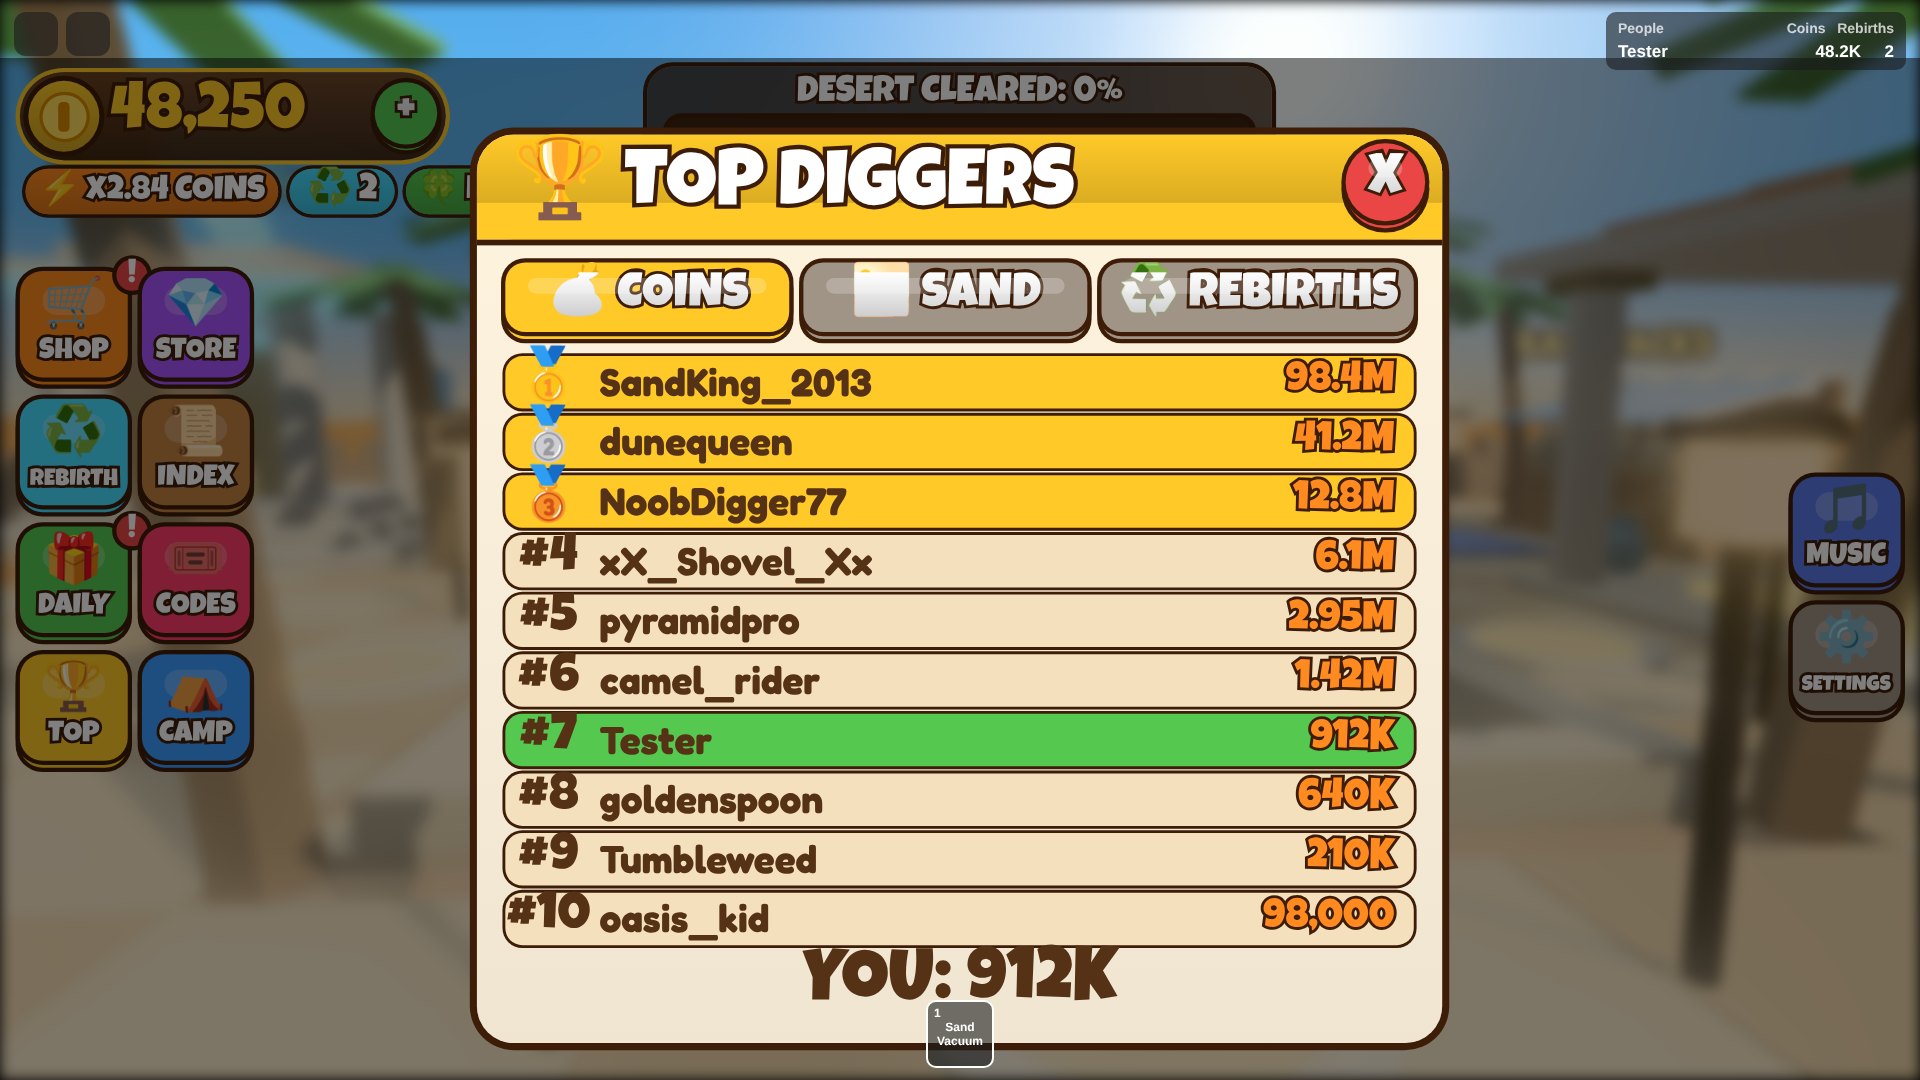 People Coins Rebirths
Tester 48.2K 2
48,250 +
DESERT CLEARED: 0%
X2.84 COINS
2
TOP DIGGERS X
COINS SAND REBIRTHS
1 SandKing_2013 98.4M
2 dunequeen 41.2M
3 NoobDigger77 12.8M
#4 xX_Shovel_Xx 6.1M
#5 pyramidpro 2.95M
#6 camel_rider 1.42M
#7 Tester 912K
#8 goldenspoon 640K
#9 Tumbleweed 210K
#10 oasis_kid 98,000
YOU: 912K
! 
SHOP STORE
REBIRTH INDEX
!
DAILY CODES
TOP CAMP
MUSIC
SETTINGS
1
Sand
Vacuum